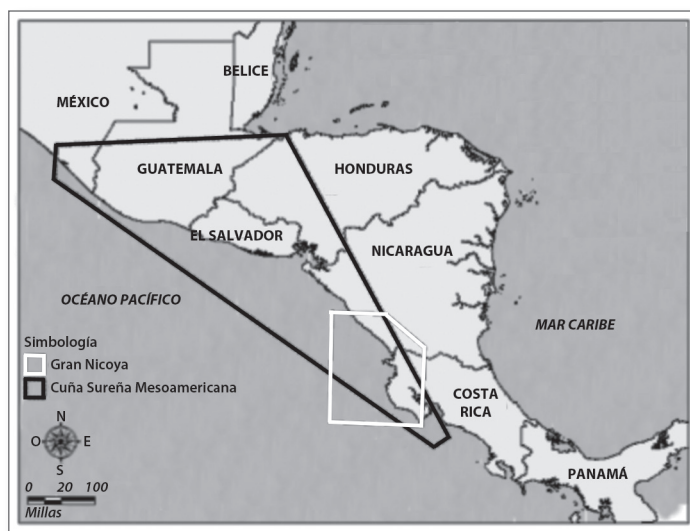 BELICE
MÉXICO
GUATEMALA
HONDURAS
EL SALVADOR
NICARAGUA
OCÉANO PACÍFICO
MAR CARIBE
Simbología
Gran Nicoya
Cuña Sureña Mesoamericana
COSTA
RICA
N
O
E
S
PANAMÁ
0 20 100
Millas